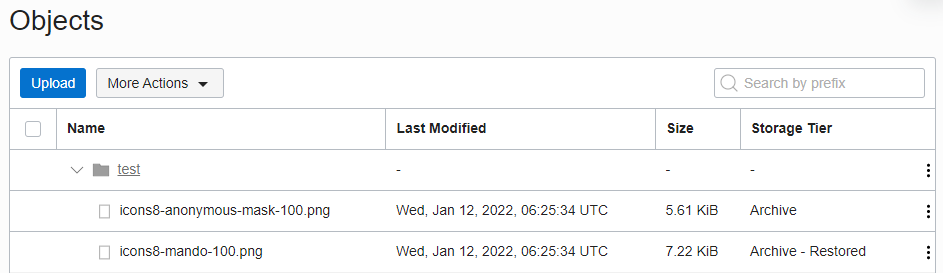 Objects
Upload More Actions Search by prefix
Name Last Modified Size Storage Tier
test - - -
icons8-anonymous-mask-100.png Wed, Jan 12, 2022, 06:25:34 UTC 5.61 KiB Archive
icons8-mando-100.png Wed, Jan 12, 2022, 06:25:34 UTC 7.22 KiB Archive - Restored